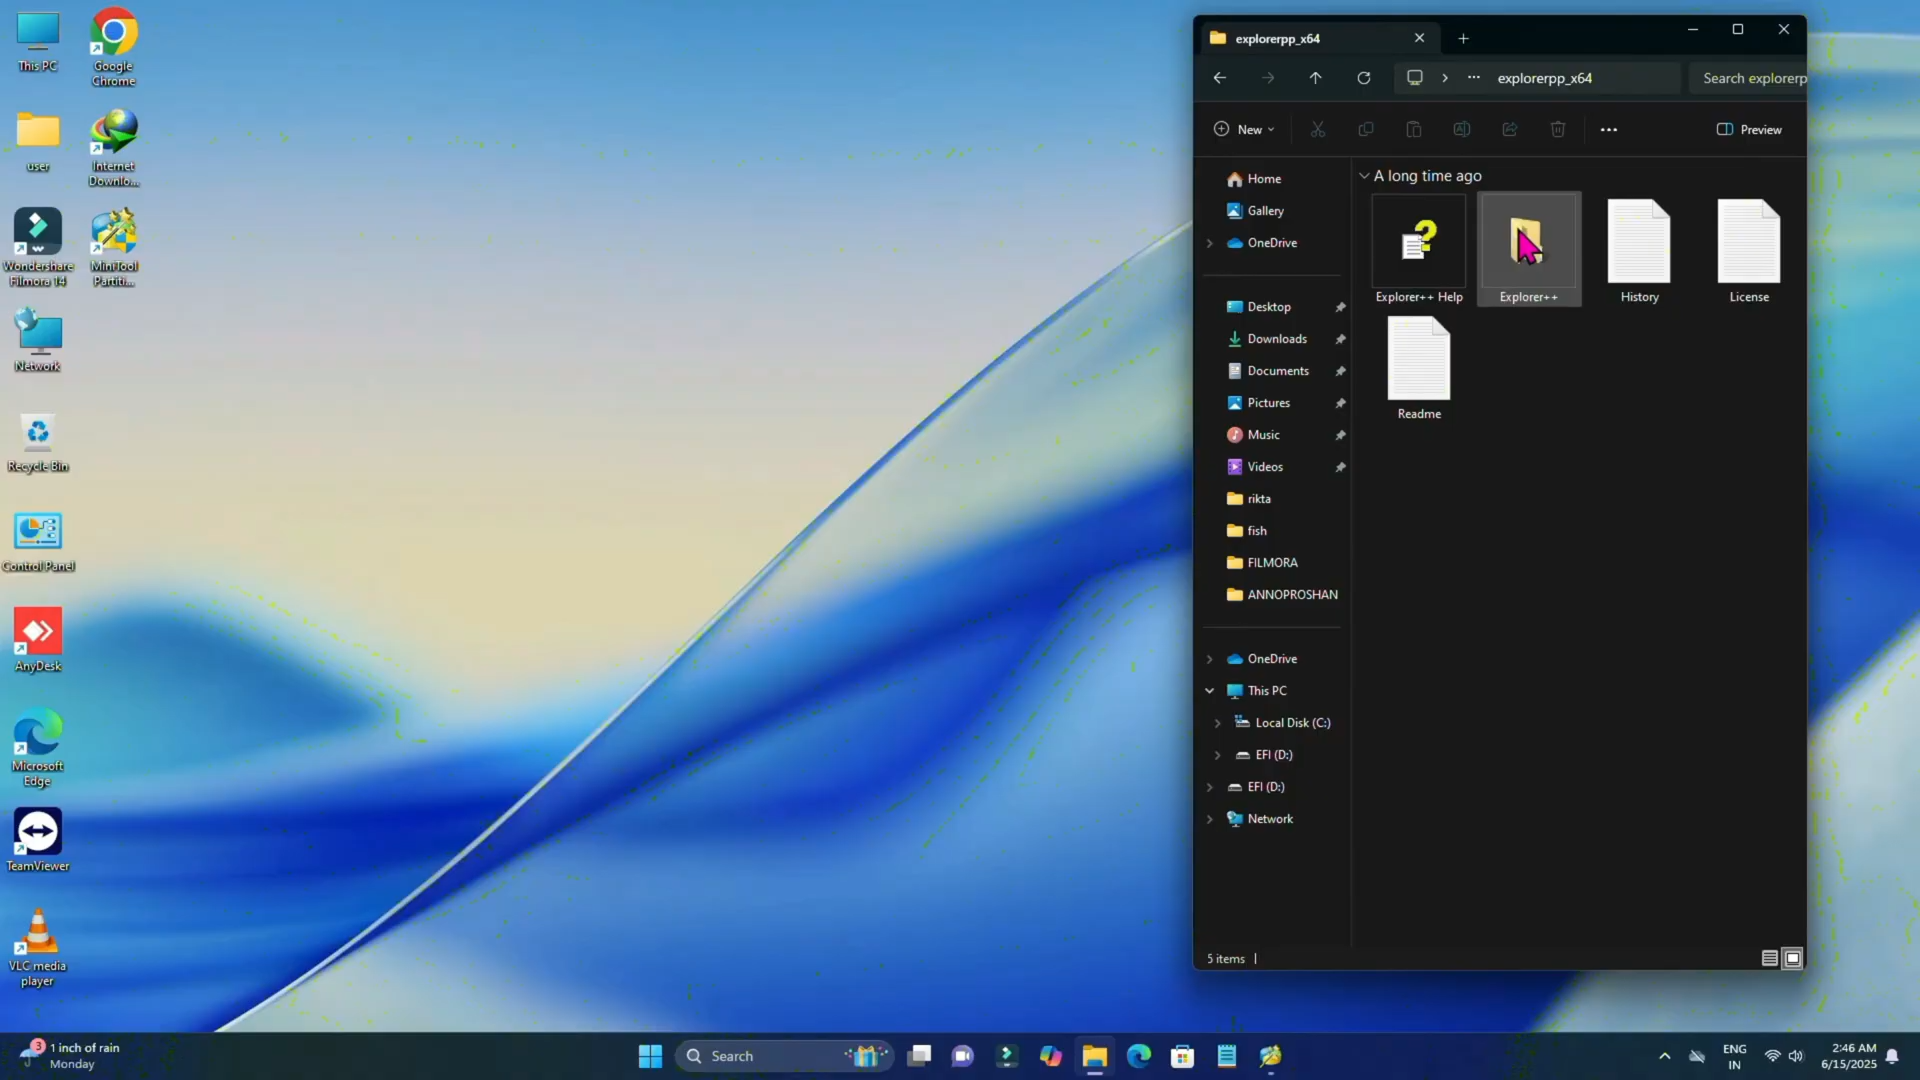 This PC
Google
Chrome
user
Internet
Downlo...
Wondershare
Filmora 14
MiniTool
Partiti...
Network
Recycle Bin
Control Panel
AnyDesk
Microsoft
Edge
TeamViewer
VLC media
player
explorerpp_x64
explorerpp_x64
Search explorerp
New
Preview
Home
Gallery
OneDrive
Desktop
Downloads
Documents
Pictures
Music
Videos
rikta
fish
FILMORA
ANNOPROSHAN
OneDrive
This PC
Local Disk (C:)
EFI (D:)
EFI (D:)
Network
A long time ago
Explorer++ Help
Explorer++
History
License
Readme
5 items
3
1 inch of rain
Monday
Search
ENG
IN
2:46 AM
6/15/2025